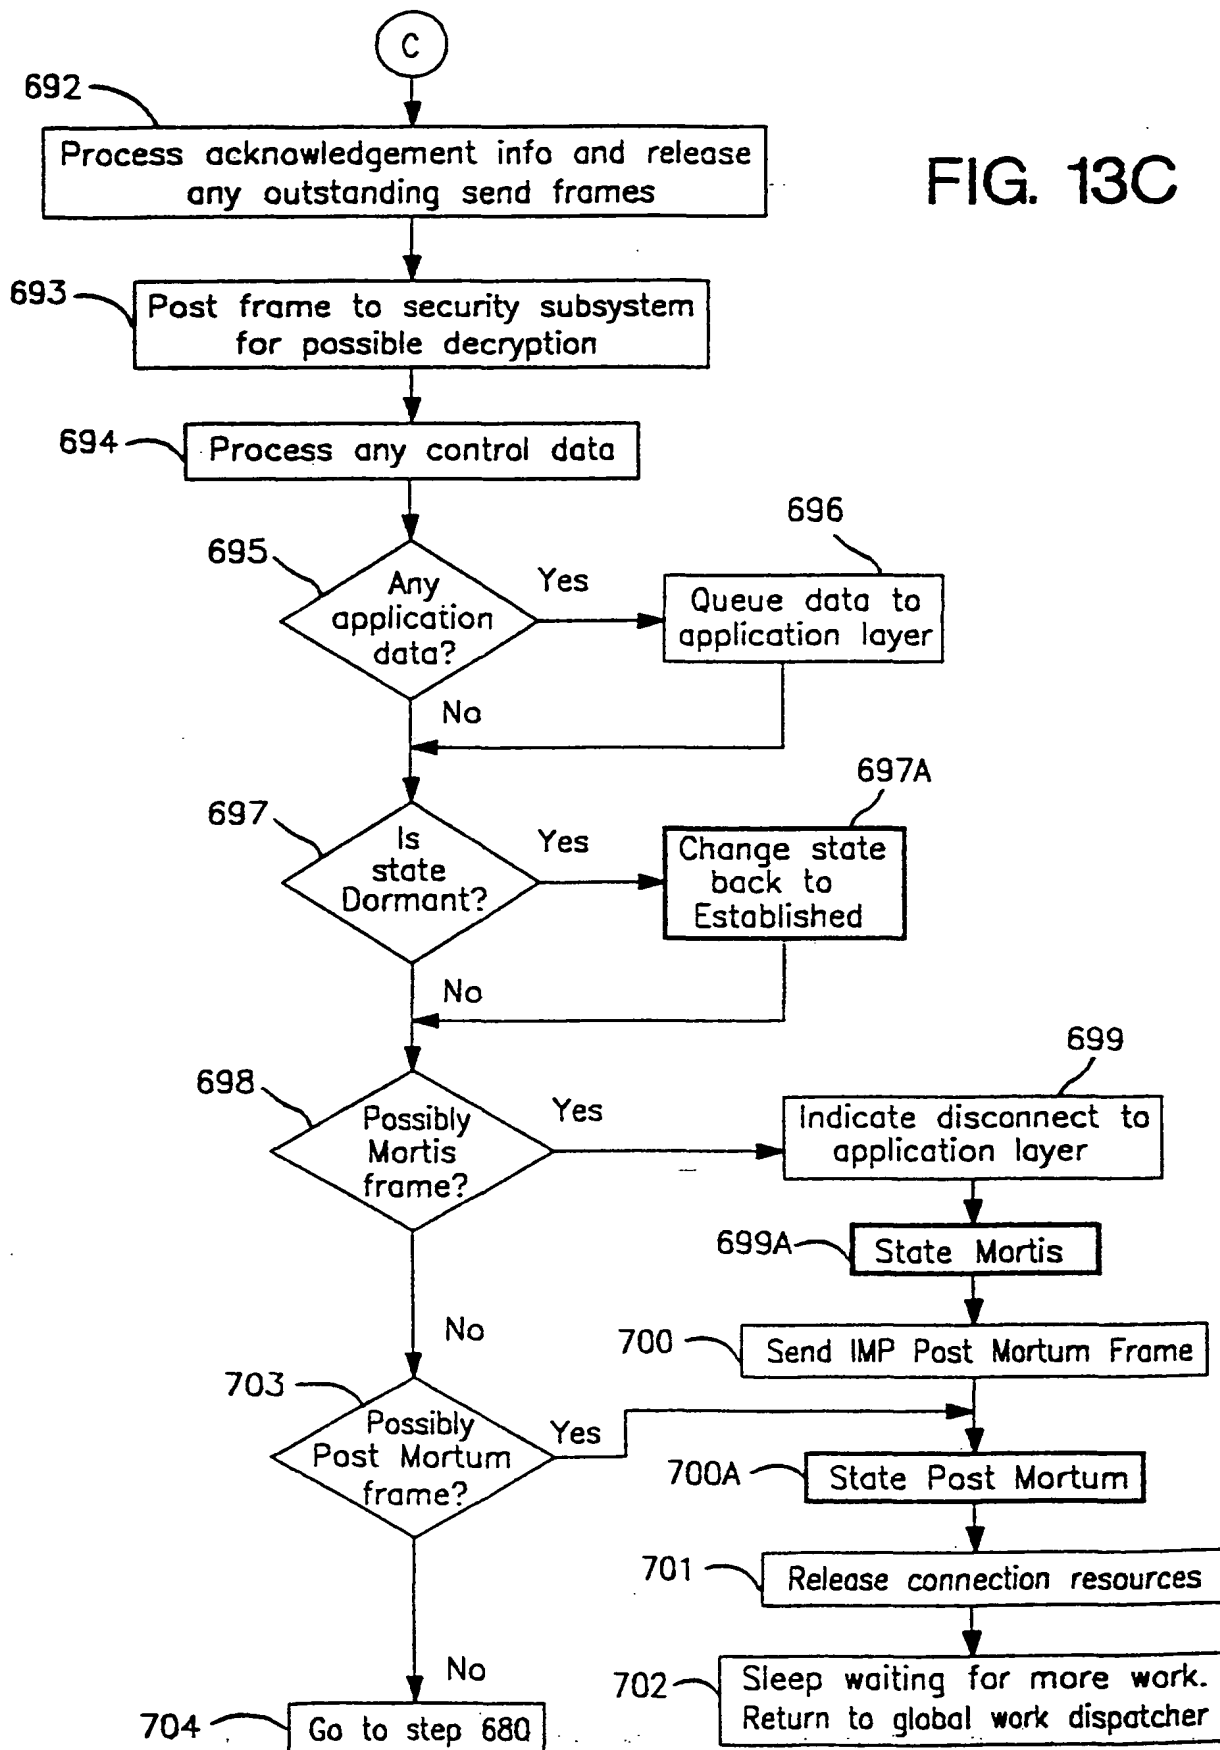 C
692
Process acknowledgement info and release
any outstanding send frames
FIG. 13C
693
Post frame to security subsystem
for possible decryption
694
Process any control data
695
Any
application
data?
Yes
696
Queue data to
application layer
No
697
Is
state
Dormant?
Yes
697A
Change state
back to
Established
No
698
Possibly
Mortis
frame?
Yes
699
Indicate disconnect to
application layer
699A
State Mortis
No
700
Send IMP Post Mortum Frame
703
Possibly
Post Mortum
frame?
Yes
700A
State Post Mortum
701
Release connection resources
No
702
Sleep waiting for more work.
Return to global work dispatcher
704
Go to step 680